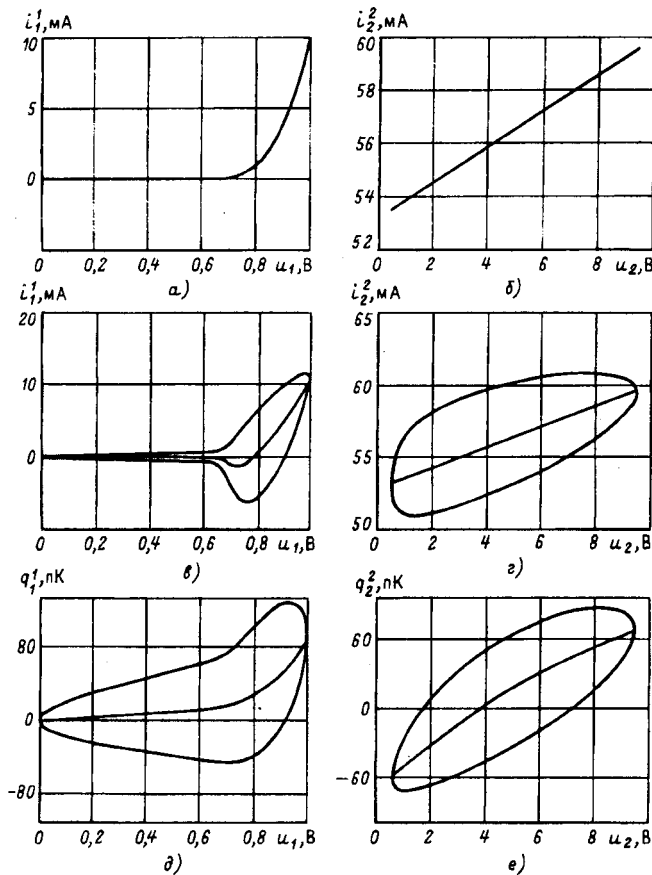 i₁¹,мА
10
5
0
0 0,2 0,4 0,6 0,8 u₁,В
а)
i₂²,мА
60
58
56
54
52
0 2 4 6 8 u₂,В
б)
i₁¹,мА
20
10
0
0 0,2 0,4 0,6 0,8 u₁,В
в)
i₂²,мА
65
60
55
50
0 2 4 6 8 u₂,В
г)
q₁¹,пК
80
0
−80
0 0,2 0,4 0,6 0,8 u₁,В
д)
q₂²,пК
60
0
−60
0 2 4 6 8 u₂,В
е)